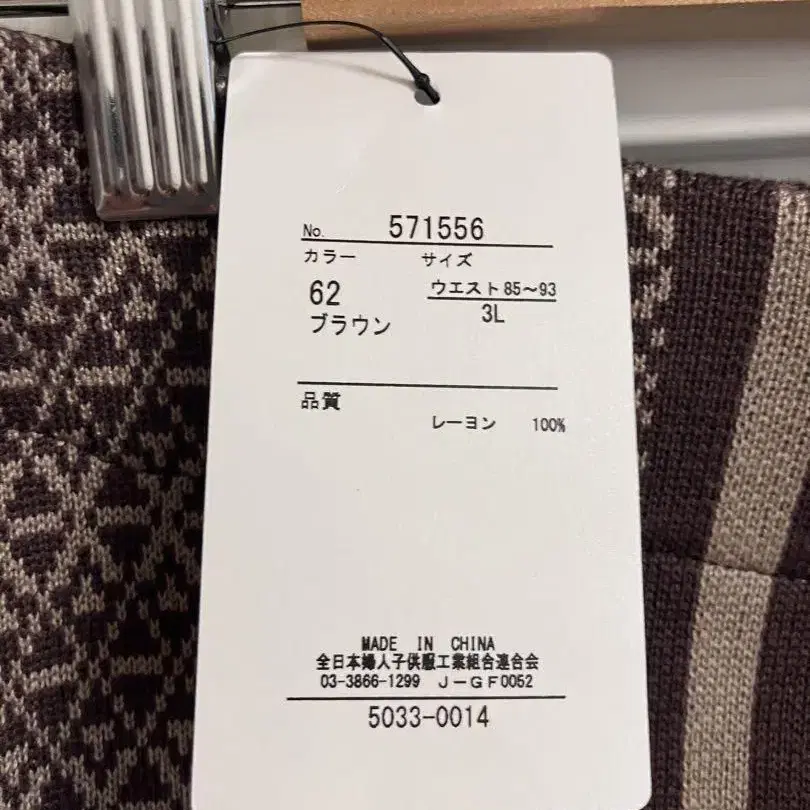 No. 571556
カラー サイズ
62 ウエスト85～93
ブラウン 3L
品質
レーヨン 100%
MADE IN CHINA
全日本婦人子供服工業組合連合会
03-3866-1299 J－GF0052
5033-0014